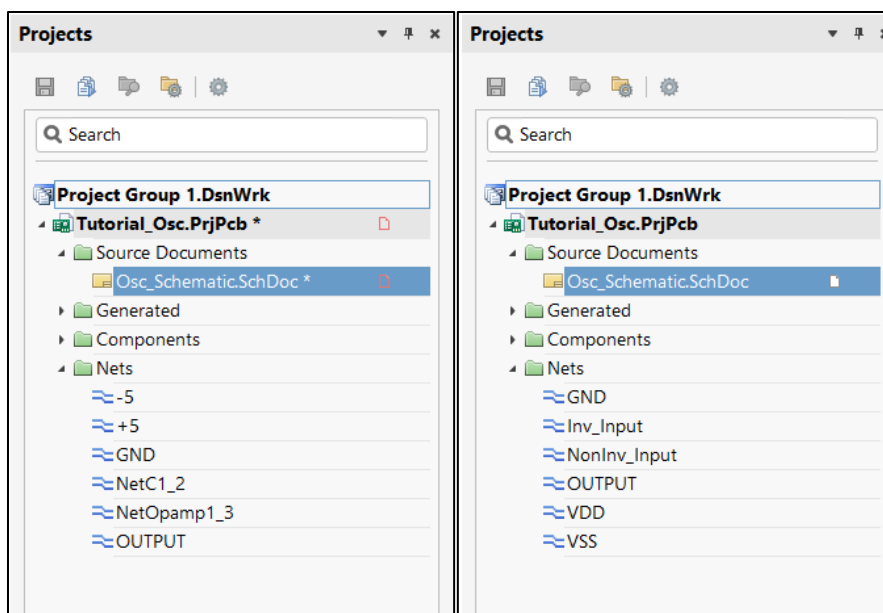 Projects
Search
Project Group 1.DsnWrk
Tutorial_Osc.PrjPcb *
Source Documents
Osc_Schematic.SchDoc *
Generated
Components
Nets
-5
+5
GND
NetC1_2
NetOpamp1_3
OUTPUT
Projects
Search
Project Group 1.DsnWrk
Tutorial_Osc.PrjPcb
Source Documents
Osc_Schematic.SchDoc
Generated
Components
Nets
GND
Inv_Input
NonInv_Input
OUTPUT
VDD
VSS